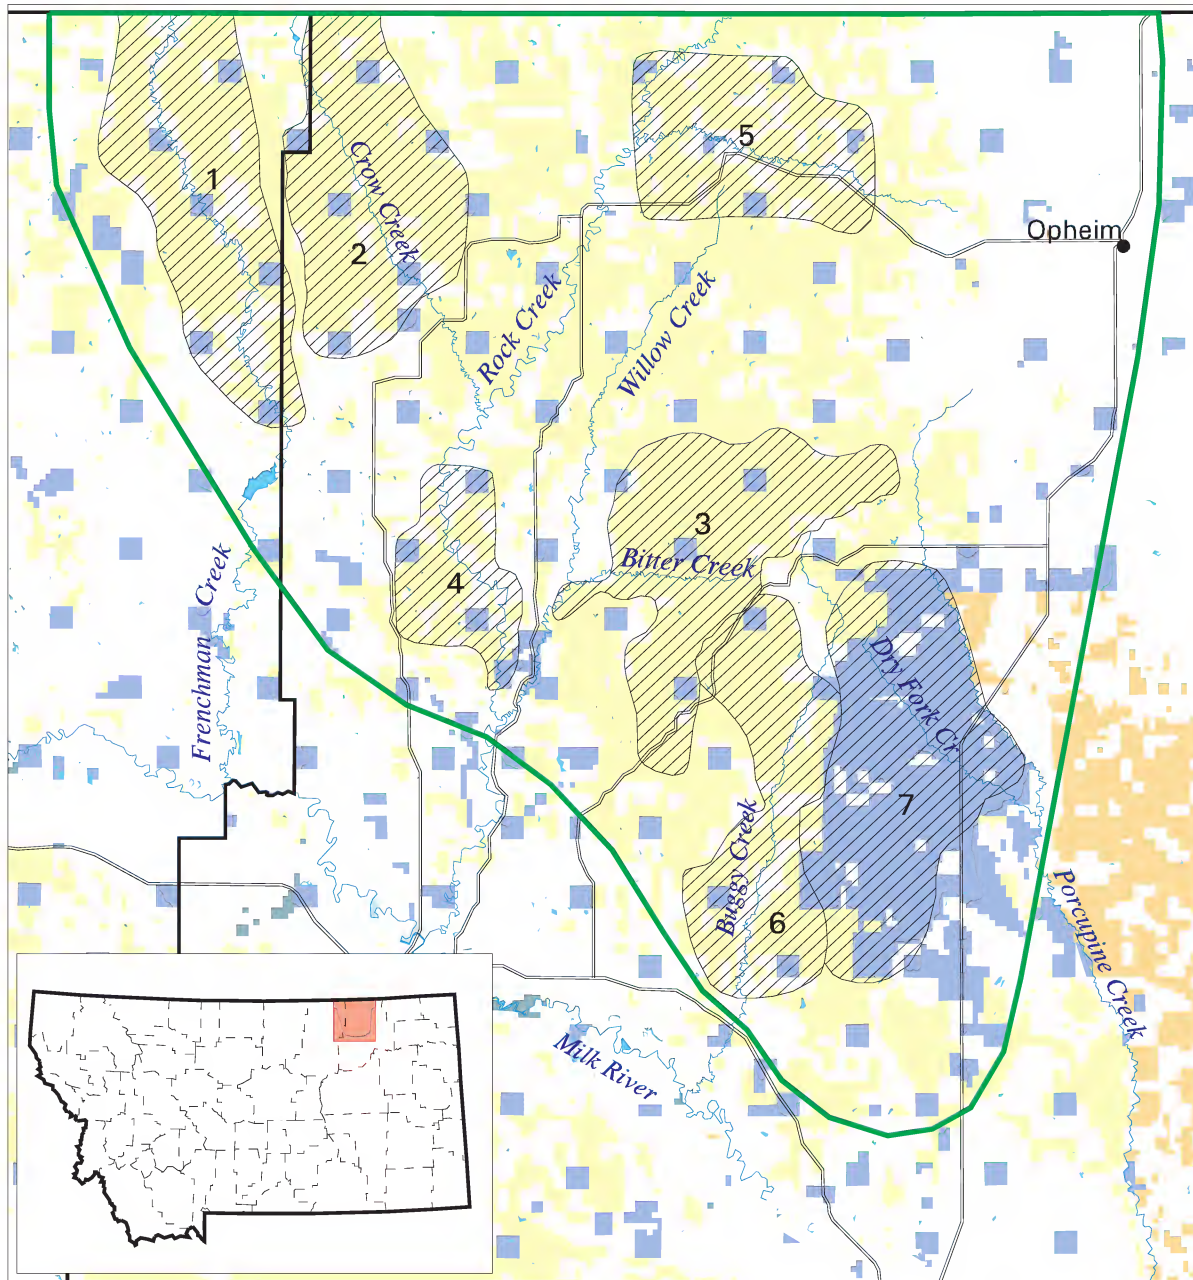 5
Crow Creek
1
Opheim
2
Rock Creek
Willow Creek
3
Bitter Creek
4
Frenchman Creek
Dry Fork Cr
7
Buggy Creek
6
Porcupine Creek
Milk River